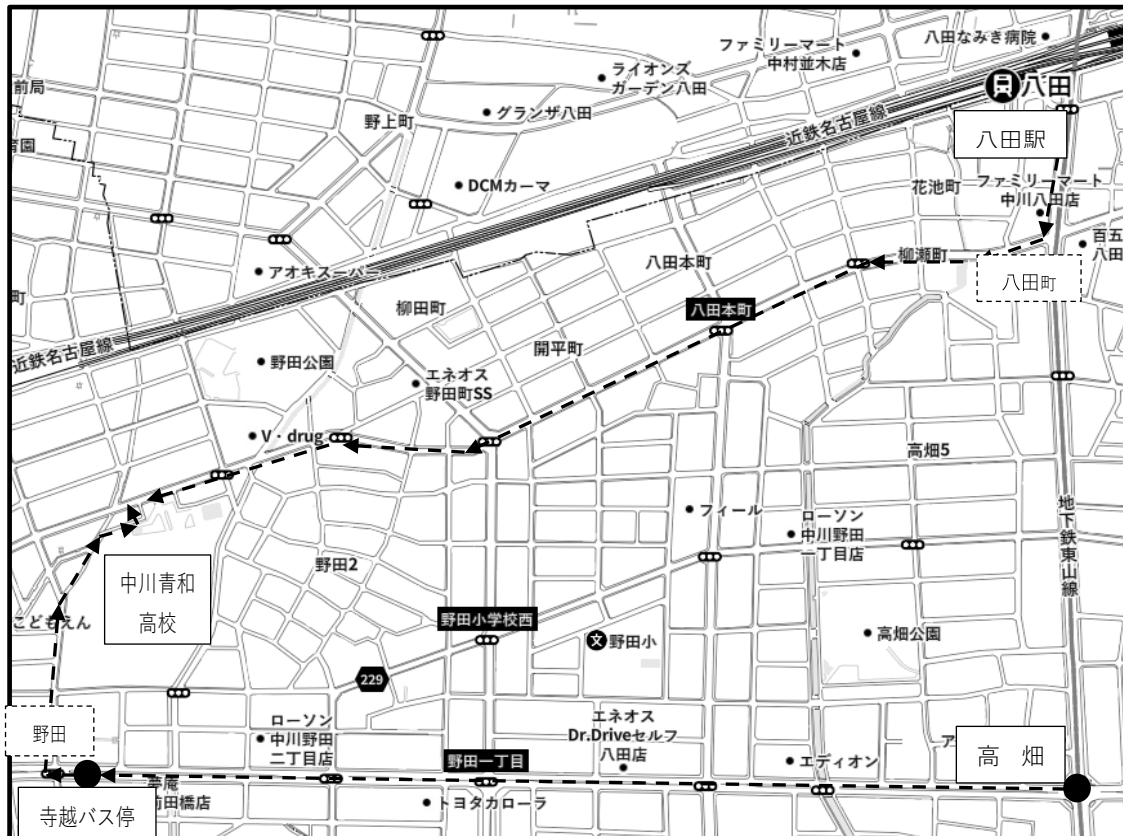 八田なみき病院
ファミリーマート
中村並木店
ライオンズ
ガーデン八田
八田
前局
グランザ八田
近鉄名古屋線
野上町
八田駅
育園
DCMカーマ
花池町
ファミリーマート
中川八田店
百五
八田
八田本町
柳瀬町
アオキスーパー
八田町
町
柳田町
八田本町
開平町
近鉄名古屋線
野田公園
エネオス
野田町SS
V・drug
高畑5
フィール
ローソン
中川野田
一丁目店
地下鉄東山線
野田2
中川青和
高校
こどもえん
野田小学校西
文
野田小
高畑公園
229
野田
ローソン
中川野田
二丁目店
エネオス
Dr.Driveセルフ
八田店
野田一丁目
エディオン
ア
高 畑
夢庵
前田橋店
寺越バス停
トヨタカローラ